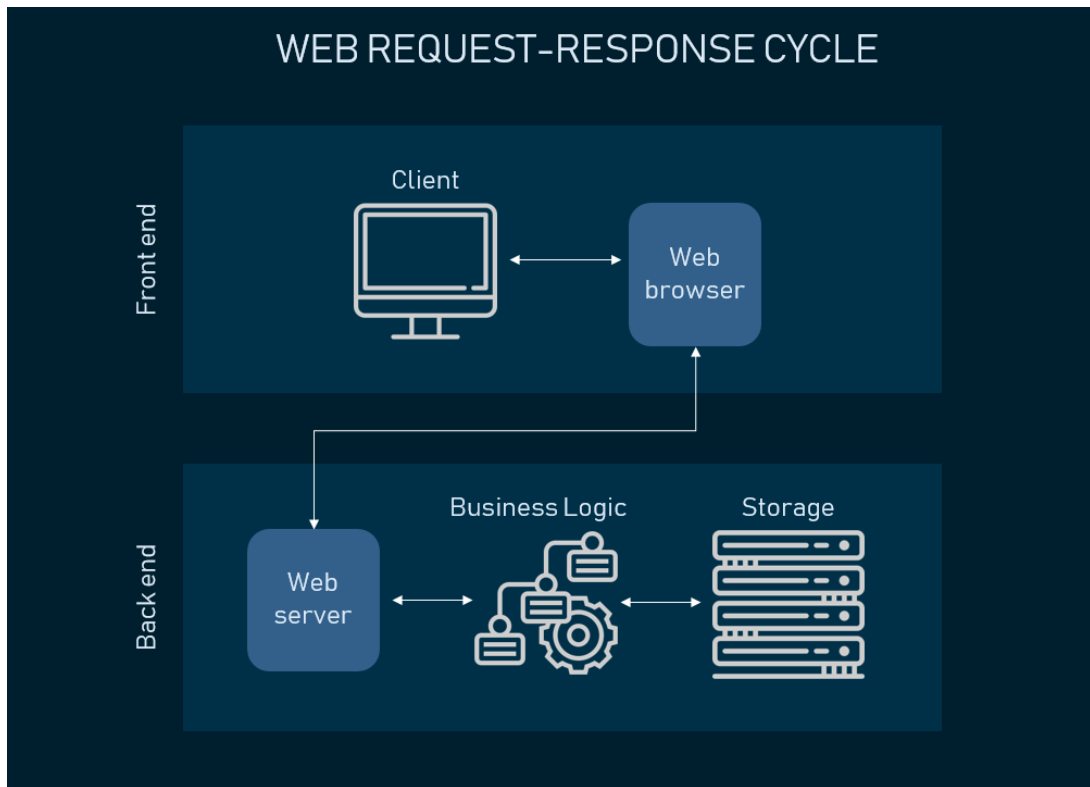 WEB REQUEST-RESPONSE CYCLE
Front end
Client
Web
browser
Back end
Business Logic
Storage
Web
server